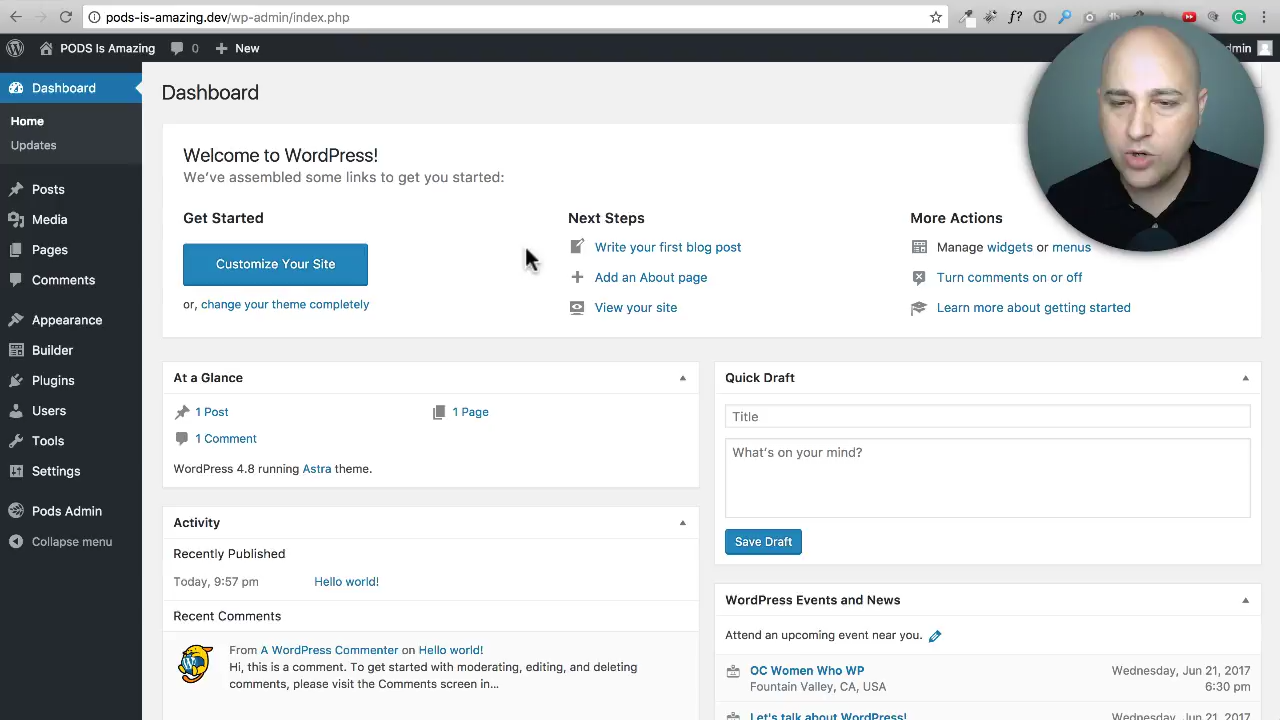 pods-is-amazing.dev/wp-admin/index.php
PODS Is Amazing 0 New
Dashboard
Home
Updates
Posts
Media
Pages
Comments
Appearance
Builder
Plugins
Users
Tools
Settings
Pods Admin
Collapse menu
Dashboard
Welcome to WordPress!
We've assembled some links to get you started:
Get Started
Customize Your Site
or, change your theme completely
Next Steps
Write your first blog post
Add an About page
View your site
More Actions
Manage widgets or menus
Turn comments on or off
Learn more about getting started
At a Glance
1 Post
1 Page
1 Comment
WordPress 4.8 running Astra theme.
Activity
Recently Published
Today, 9:57 pm Hello world!
Recent Comments
From A WordPress Commenter on Hello world!
Hi, this is a comment. To get started with moderating, editing, and deleting
comments, please visit the Comments screen in…
Quick Draft
Title
What's on your mind?
Save Draft
WordPress Events and News
Attend an upcoming event near you.
OC Women Who WP
Wednesday, Jun 21, 2017
Fountain Valley, CA, USA
6:30 pm
Let's talk about WordPress!
Wednesday, Jun 21, 2017